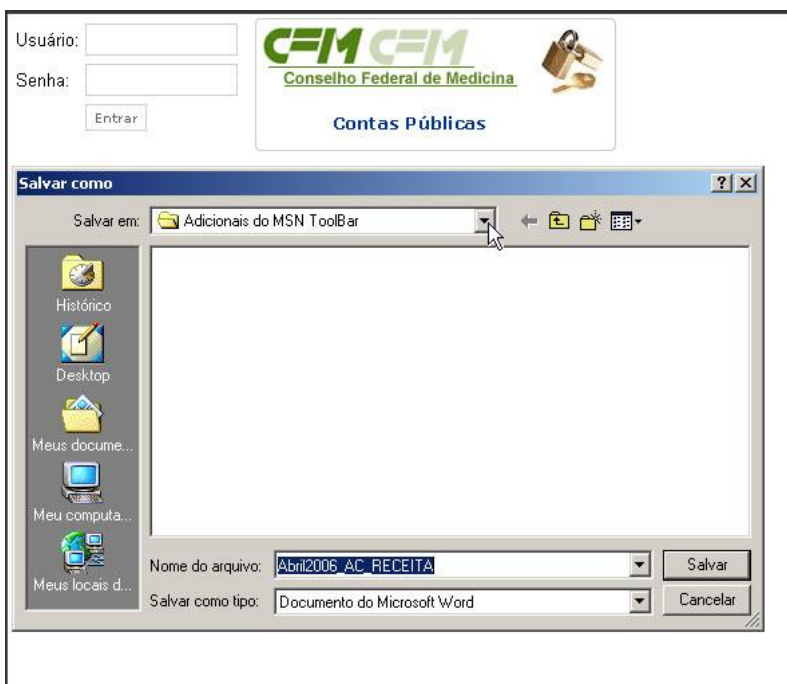 Usuário:
Senha:
Entrar
CFM CFM
Conselho Federal de Medicina
Contas Públicas
Salvar como
Salvar em:
Adicionais do MSN ToolBar
Histórico
Desktop
Meus docume...
Meu computa...
Meus locais d...
Nome do arquivo: Abril2006_AC_RECEITA Salvar
Salvar como tipo: Documento do Microsoft Word Cancelar